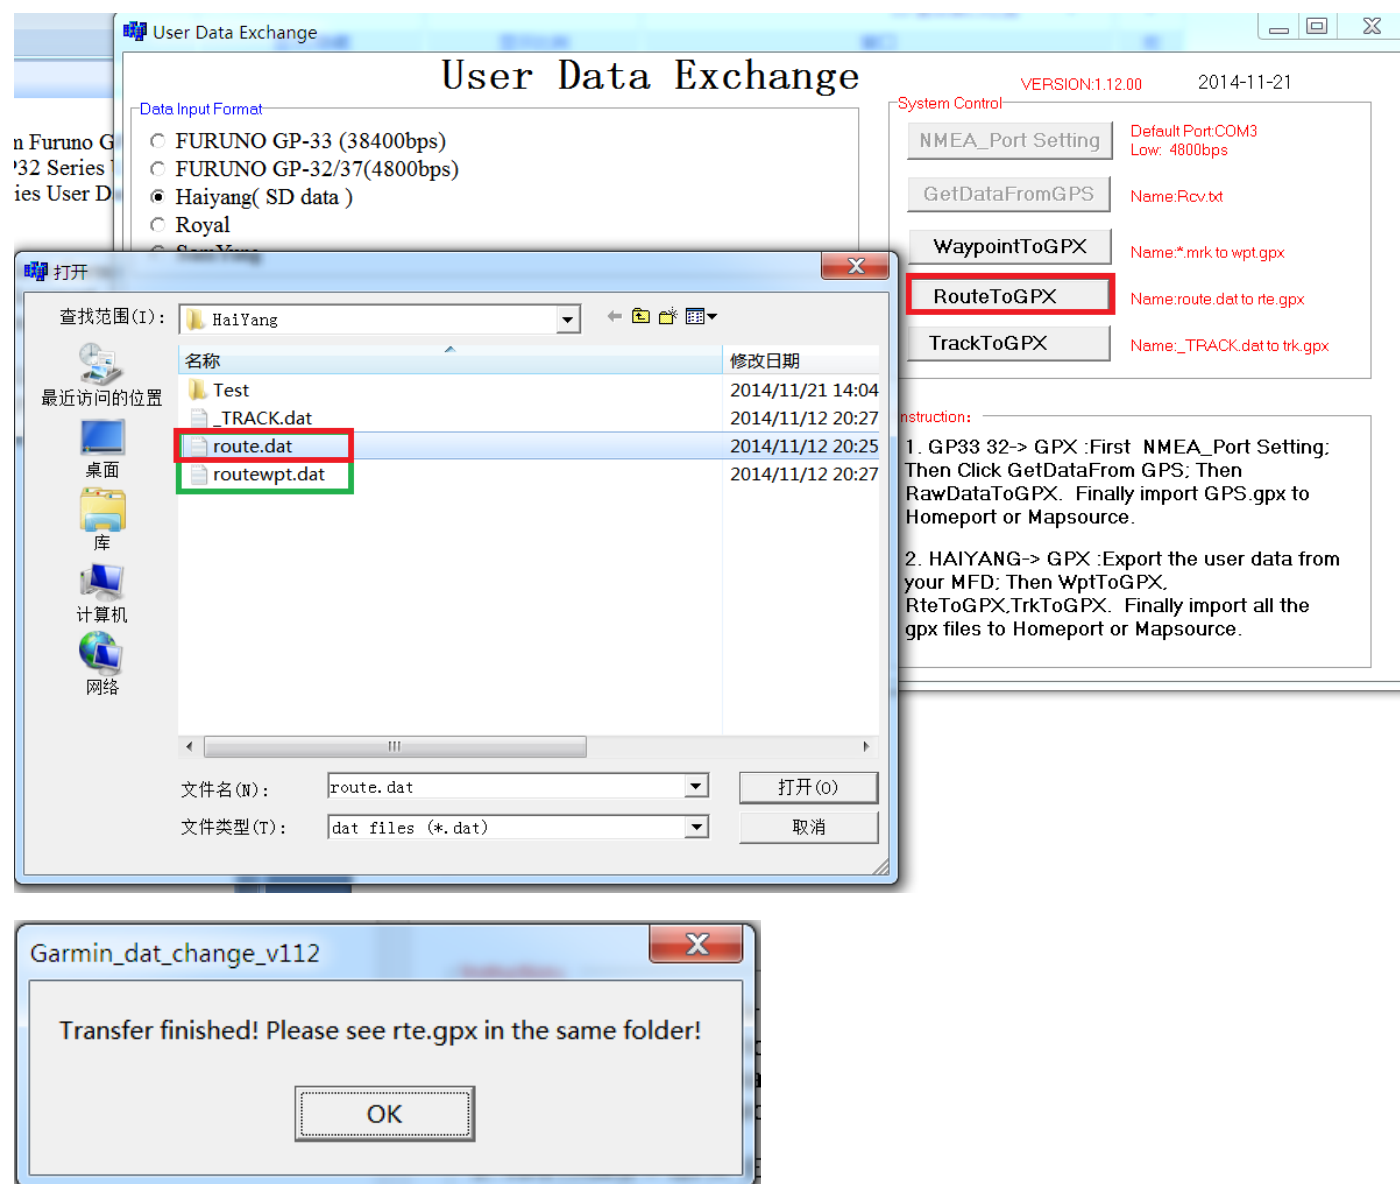 User Data Exchange
User Data Exchange
VERSION:1.12.00
2014-11-21
Data Input Format
FURUNO GP-33 (38400bps)
FURUNO GP-32/37(4800bps)
Haiyang( SD data )
Royal
n Furuno G
P32 Series
ies User D
System Control
NMEA_Port Setting
Default Port:COM3
Low: 4800bps
GetDataFromGPS
Name:Rcv.txt
WaypointToGPX
Name:*.mrk to wpt.gpx
RouteToGPX
Name:route.dat to rte.gpx
TrackToGPX
Name:_TRACK.dat to trk.gpx
nstruction:
1. GP33 32-> GPX :First NMEA_Port Setting;
Then Click GetDataFrom GPS; Then
RawDataToGPX. Finally import GPS.gpx to
Homeport or Mapsource.
2. HAIYANG-> GPX :Export the user data from
your MFD; Then WptToGPX,
RteToGPX,TrkToGPX. Finally import all the
gpx files to Homeport or Mapsource.
打开
查找范围(I):
HaiYang
最近访问的位置
桌面
库
计算机
网络
名称
修改日期
Test
2014/11/21 14:04
_TRACK.dat
2014/11/12 20:27
route.dat
2014/11/12 20:25
routewpt.dat
2014/11/12 20:27
文件名(N):
route.dat
打开(O)
文件类型(T):
dat files (*.dat)
取消
Garmin_dat_change_v112
Transfer finished! Please see rte.gpx in the same folder!
OK